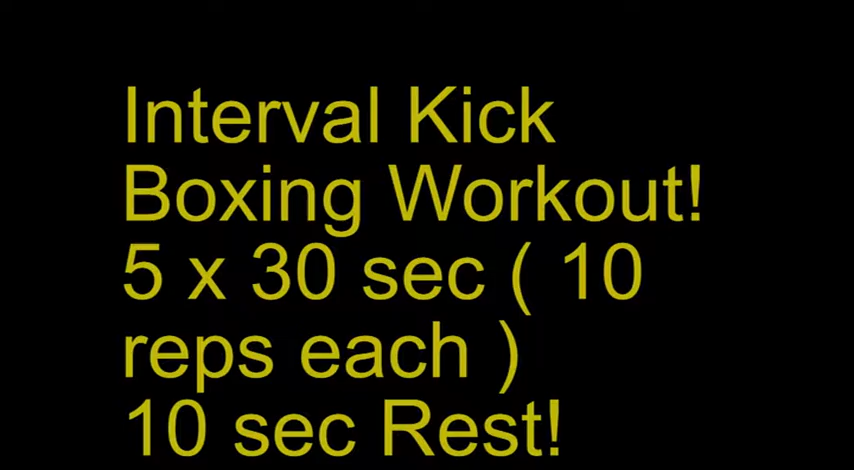 Interval Kick
Boxing Workout!
5 x 30 sec ( 10
reps each )
10 sec Rest!